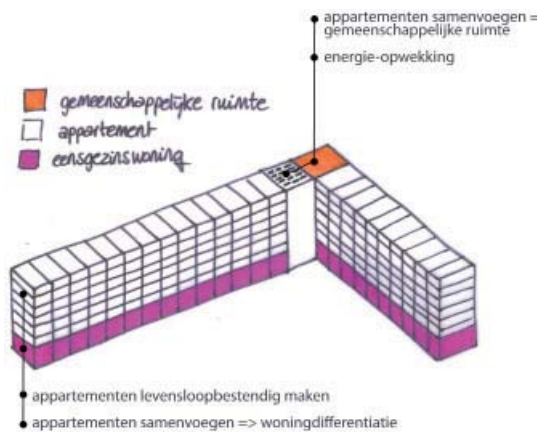 appartementen samenvoegen =
gemeenschappelijke ruimte
energie-opwekking
gemeenschappelijke ruimte
appartement
eensgezinswoning
appartementen levensloopbestendig maken
appartementen samenvoegen => woningdifferentiatie